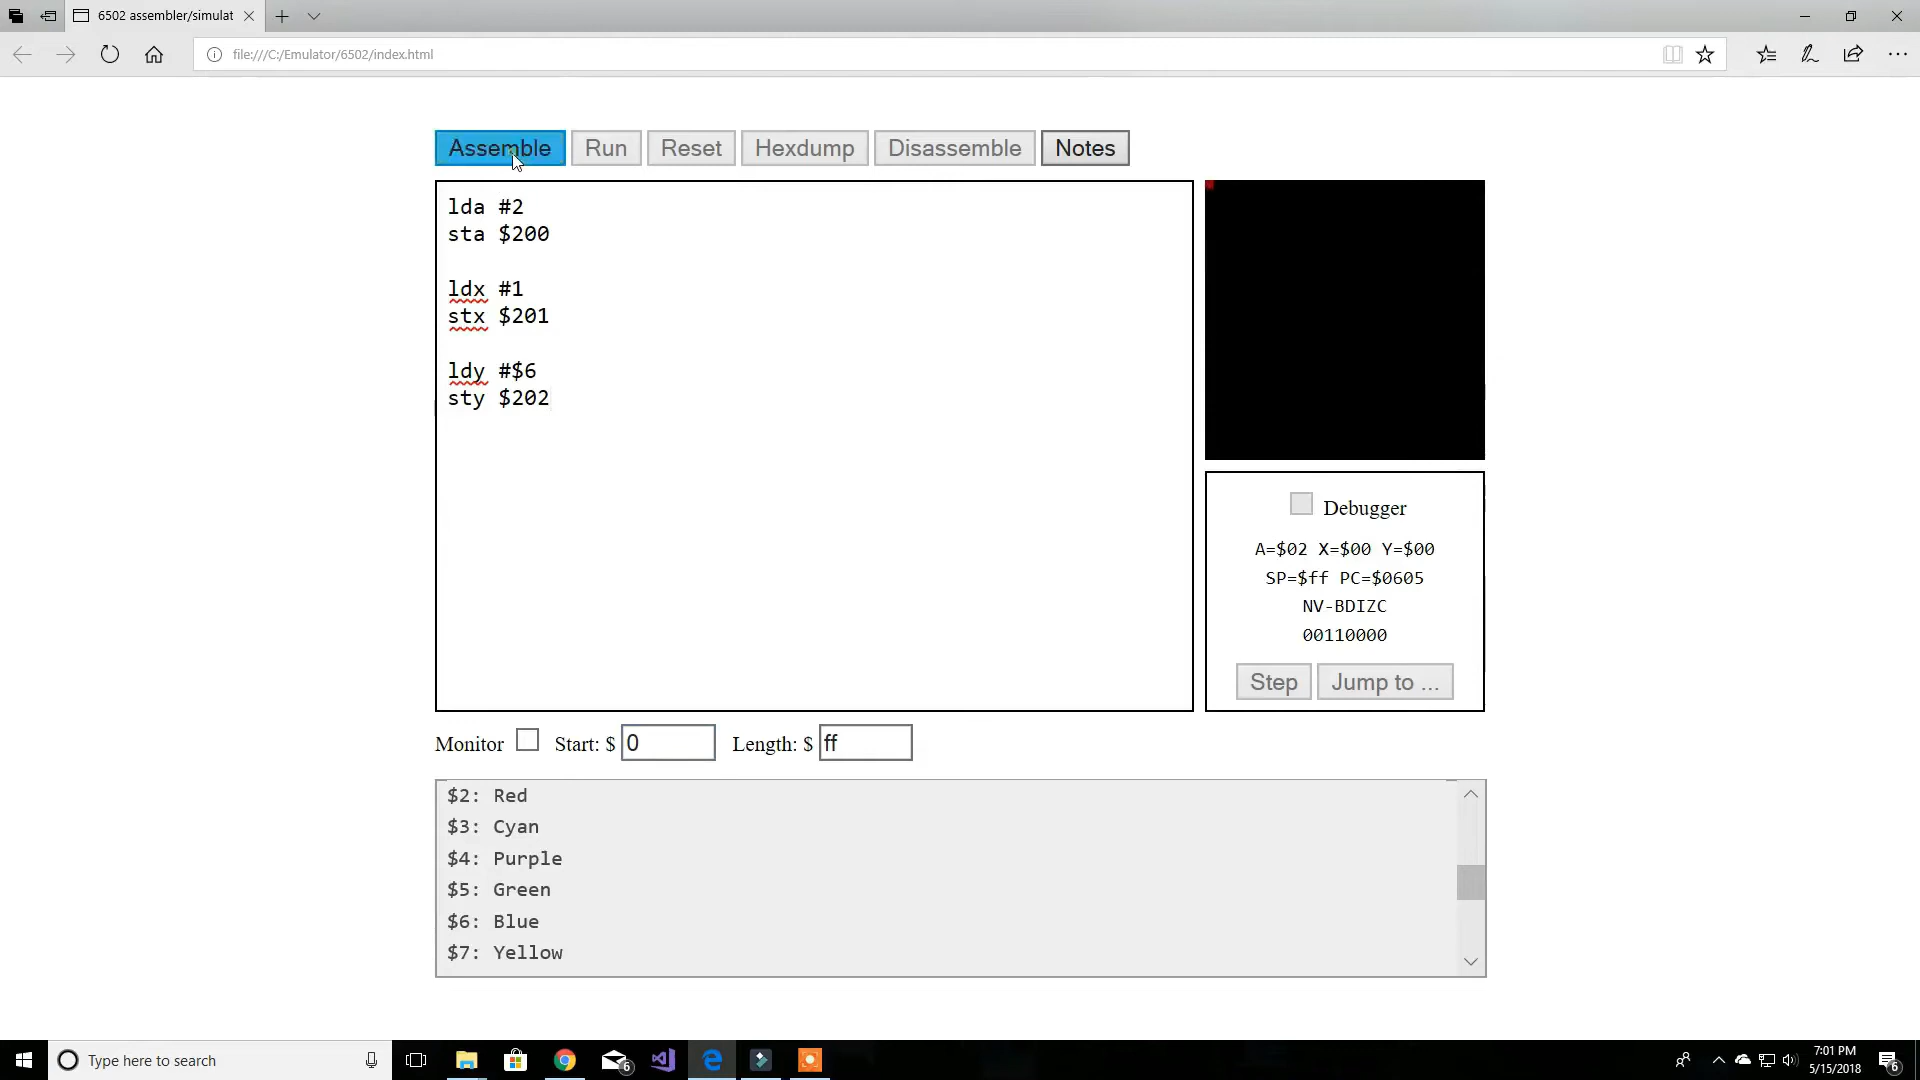 6502 assembler/simulat
file:///C:/Emulator/6502/index.html
Assemble Run Reset Hexdump Disassemble Notes
lda #2
sta $200
ldx #1
stx $201
ldy #$6
sty $202
Debugger
A=$02 X=$00 Y=$00
SP=$ff PC=$0605
NV-BDIZC
00110000
Step Jump to ...
Monitor Start: $ 0 Length: $ ff
$2: Red
$3: Cyan
$4: Purple
$5: Green
$6: Blue
$7: Yellow
Type here to search
6
7:01 PM
5/15/2018
6